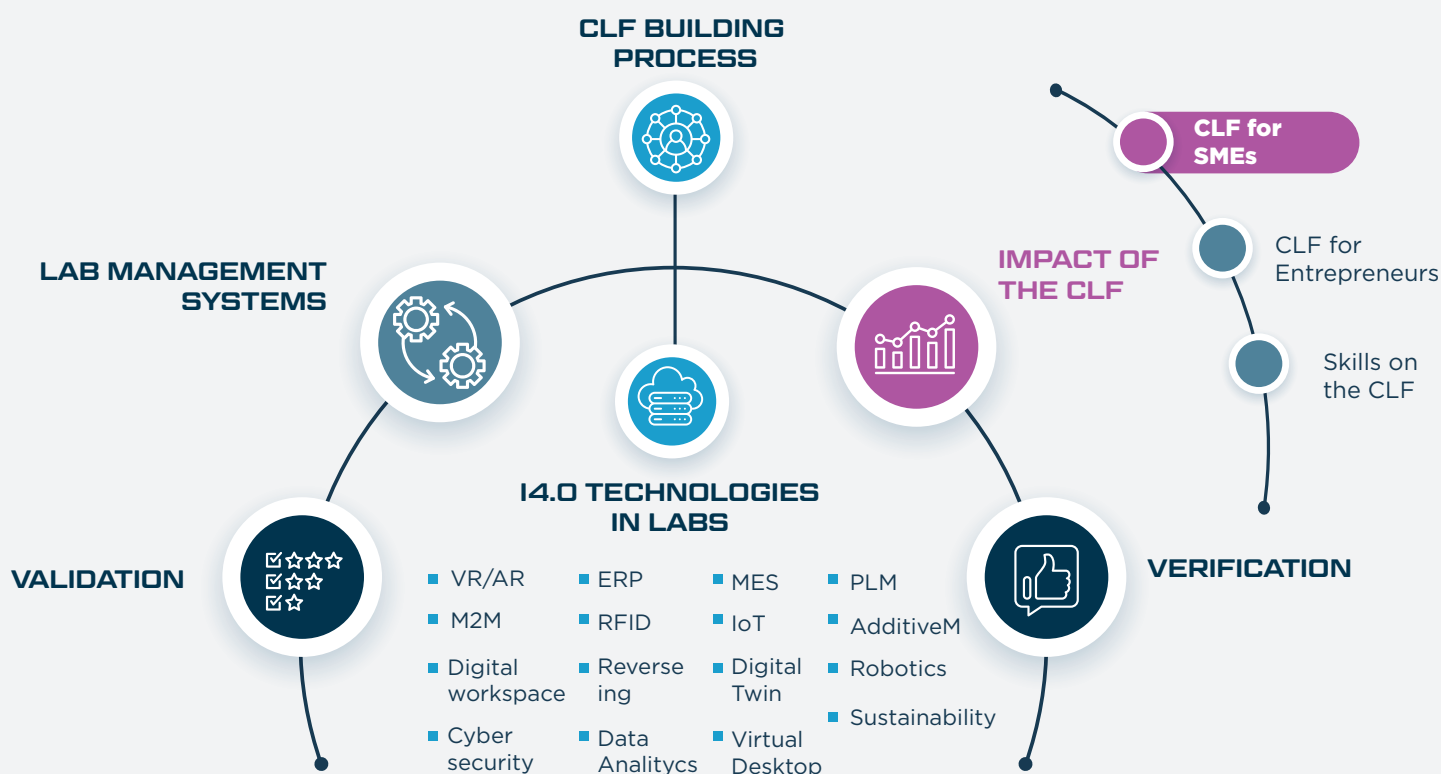 CLF BUILDING
PROCESS
CLF for
SMEs
LAB MANAGEMENT
SYSTEMS
IMPACT OF
THE CLF
CLF for
Entrepreneurs
Skills on
the CLF
I4.0 TECHNOLOGIES
IN LABS
VALIDATION
VERIFICATION
VR/AR
M2M
Digital
workspace
Cyber
security
ERP
RFID
Reverse
ing
Data
Analitycs
MES
IoT
Digital
Twin
Virtual
Desktop
PLM
AdditiveM
Robotics
Sustainability